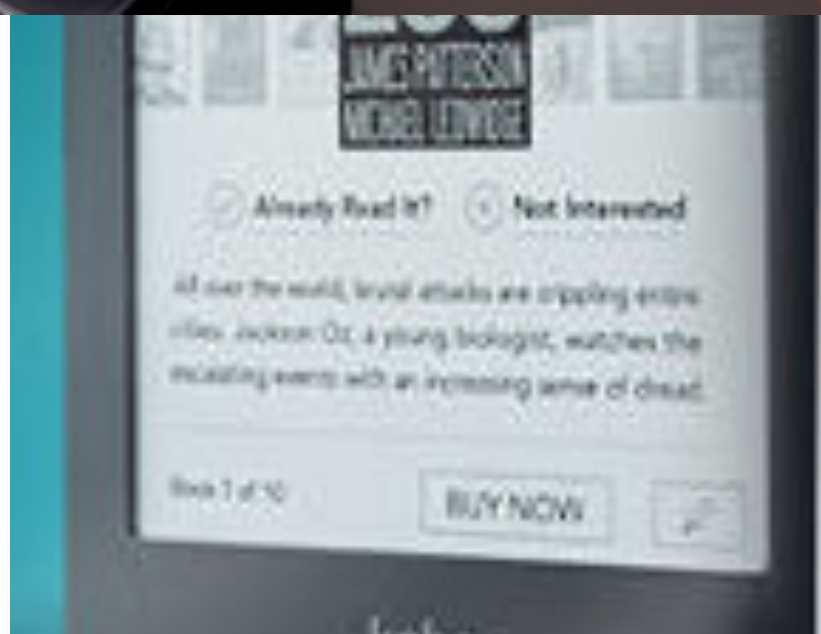 ZOO
JAMES PATTERSON
MICHAEL LEDWIDGE
Already Read It? Not Interested
All over the world, brutal attacks are crippling entire
cities. Jackson Oz, a young biologist, watches the
escalating events with an increasing sense of dread.
Book 1 of 10
BUY NOW